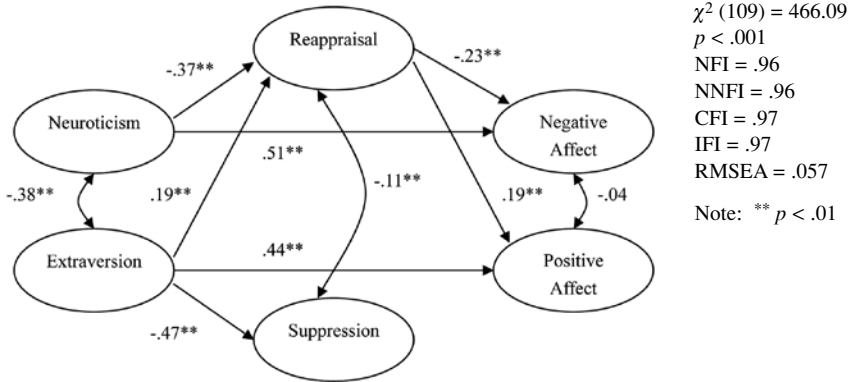 Reappraisal
-.37**
-.23**
Neuroticism
Negative
Affect
.51**
-.38**
.19**
-.11**
.19**
-.04
Extraversion
.44**
Positive
Affect
-.47**
Suppression
χ² (109) = 466.09
p < .001
NFI = .96
NNFI = .96
CFI = .97
IFI = .97
RMSEA = .057
Note: ** p < .01